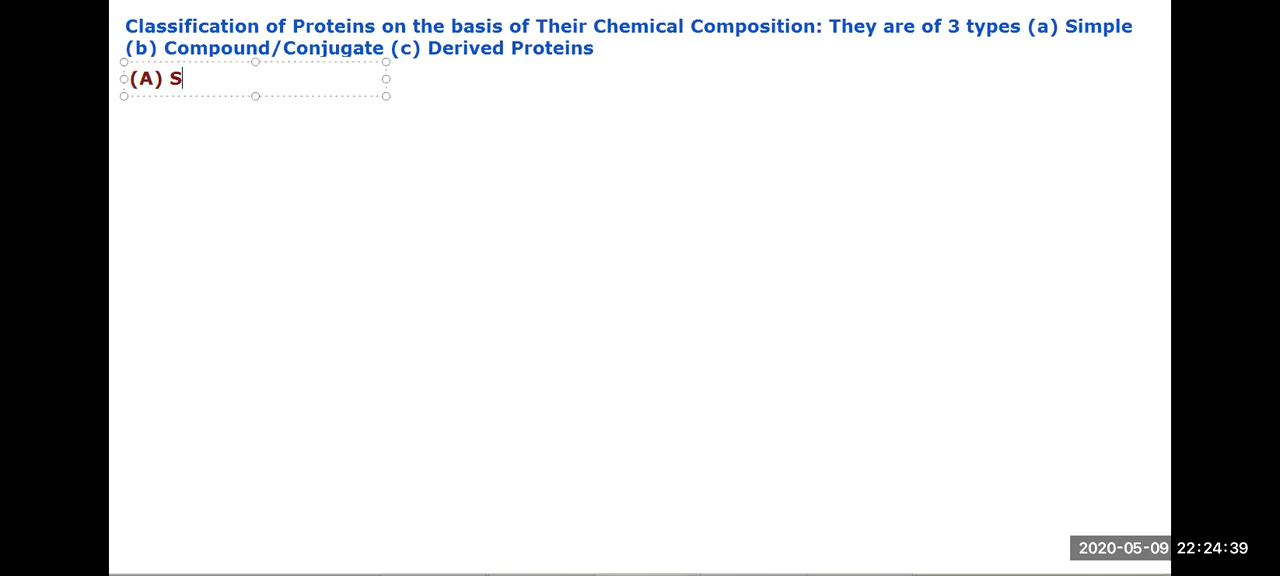 Classification of Proteins on the basis of Their Chemical Composition: They are of 3 types (a) Simple
(b) Compound/Conjugate (c) Derived Proteins
(A) S
2020-05-09 22:24:39